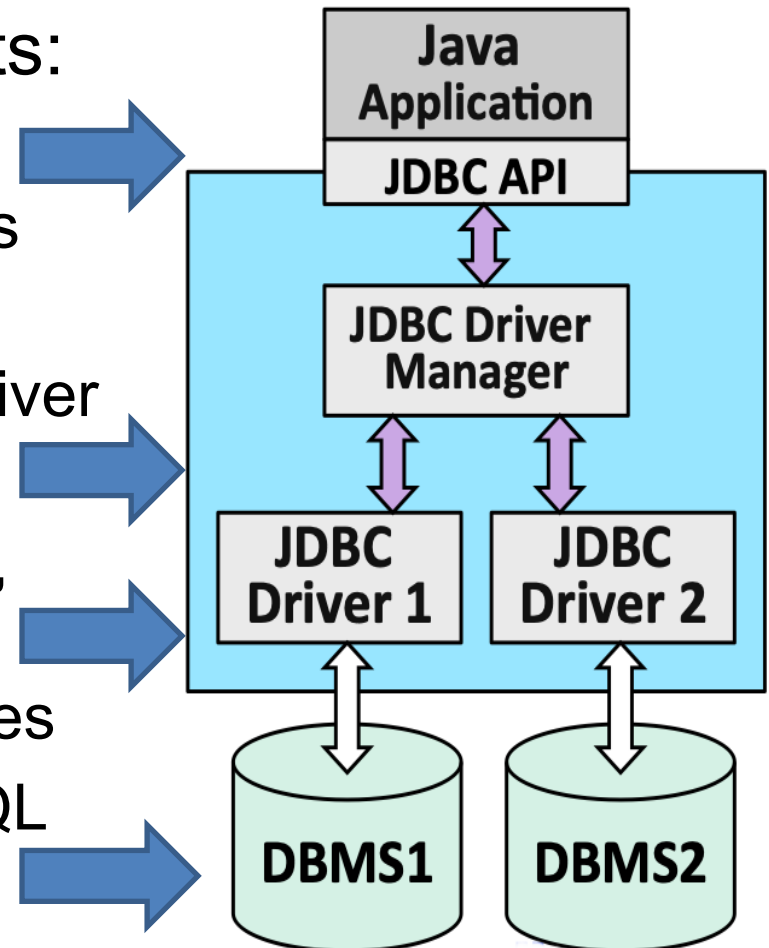 ts:
s
iver
,
es
QL
Java
Application
JDBC API
JDBC Driver
Manager
JDBC
Driver 1
JDBC
Driver 2
DBMS1
DBMS2